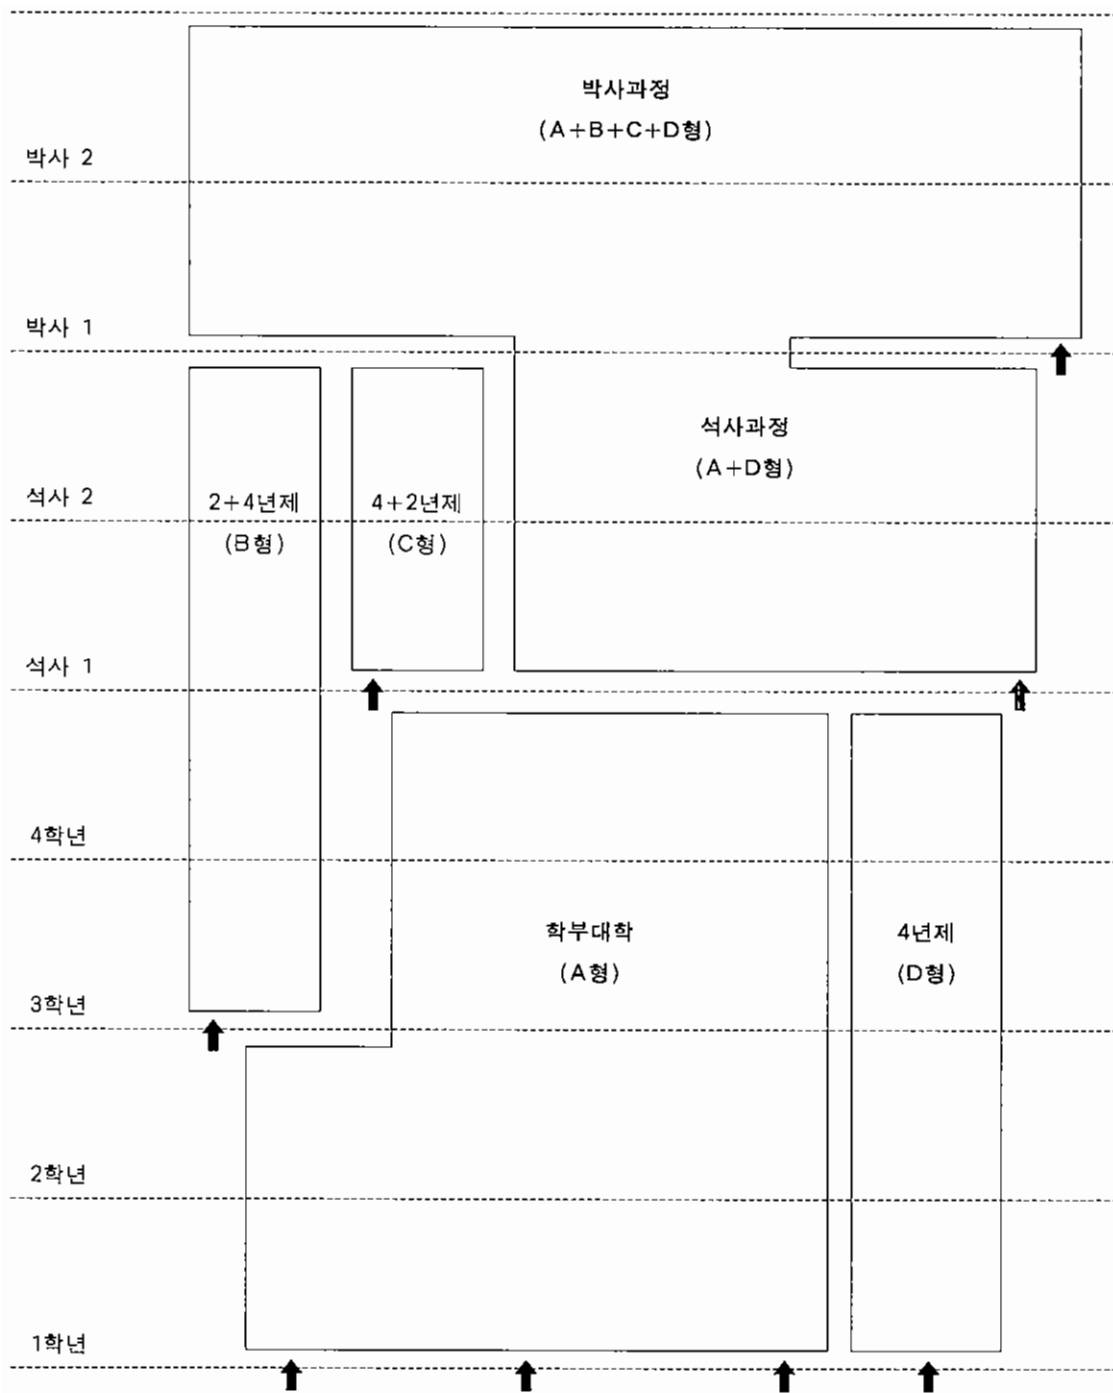 박사과정
(A+B+C+D형)
박사 2
박사 1
석사과정
(A+D형)
석사 2
2+4년제
(B형)
4+2년제
(C형)
석사 1
4학년
학부대학
(A형)
4년제
(D형)
3학년
2학년
1학년